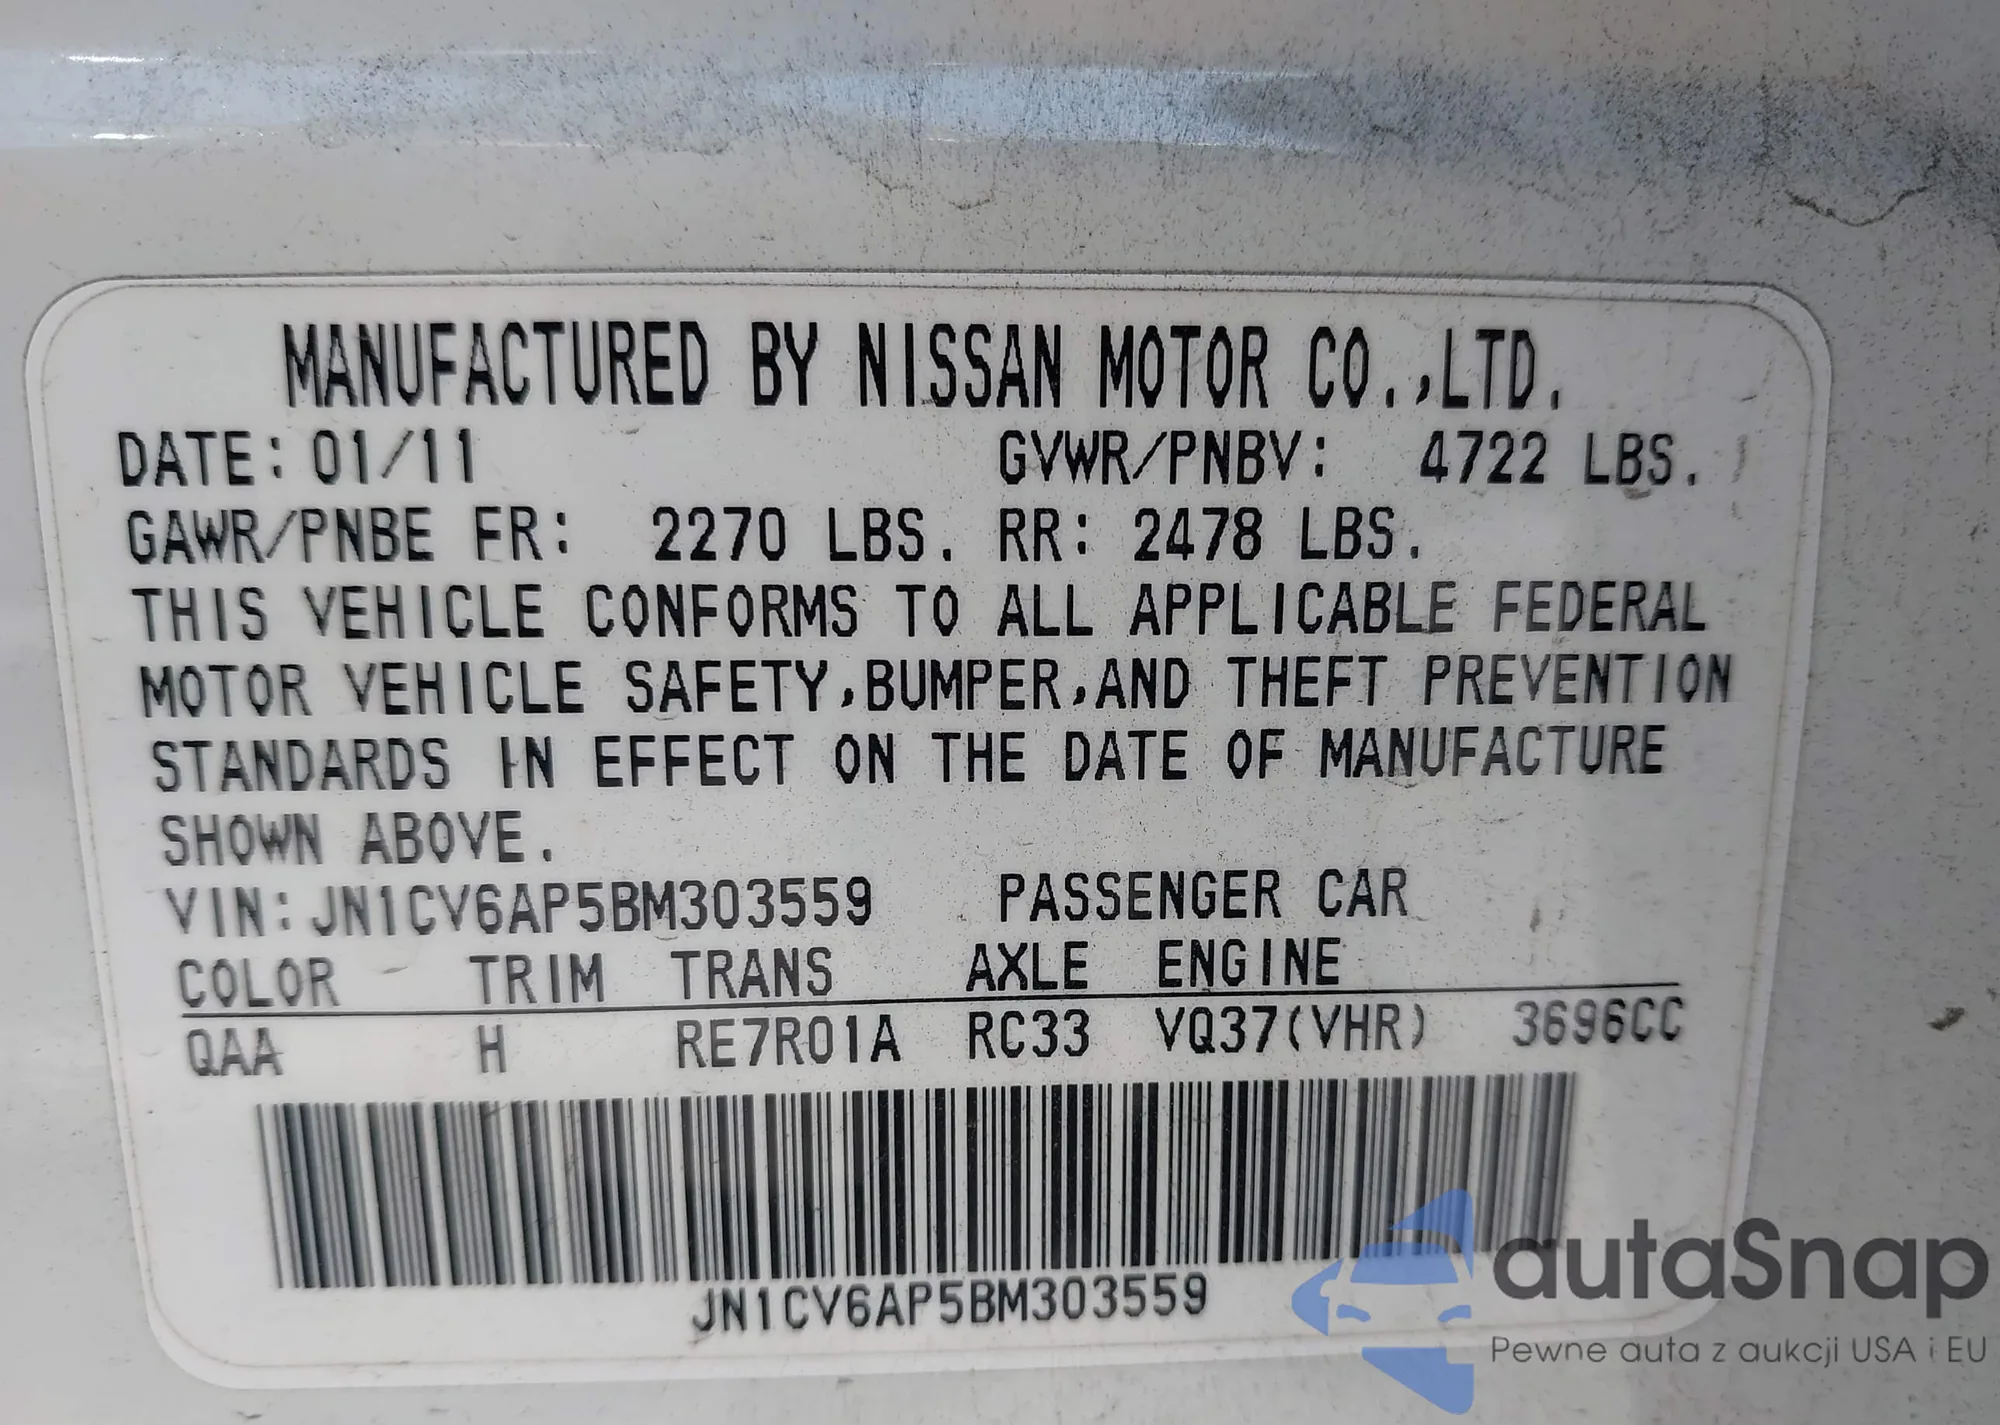 MANUFACTURED BY NISSAN MOTOR CO.,LTD.
DATE: 01/11 GVWR/PNBV: 4722 LBS.
GAWR/PNBE FR: 2270 LBS. RR: 2478 LBS.
THIS VEHICLE CONFORMS TO ALL APPLICABLE FEDERAL
MOTOR VEHICLE SAFETY,BUMPER,AND THEFT PREVENTION
STANDARDS IN EFFECT ON THE DATE OF MANUFACTURE
SHOWN ABOVE.
VIN:JN1CV6AP5BM303559 PASSENGER CAR
COLOR TRIM TRANS AXLE ENGINE
QAA H RE7R01A RC33 VQ37(VHR) 3696CC
JN1CV6AP5BM303559
autaSnap
Pewne auta z aukcji USA i EU